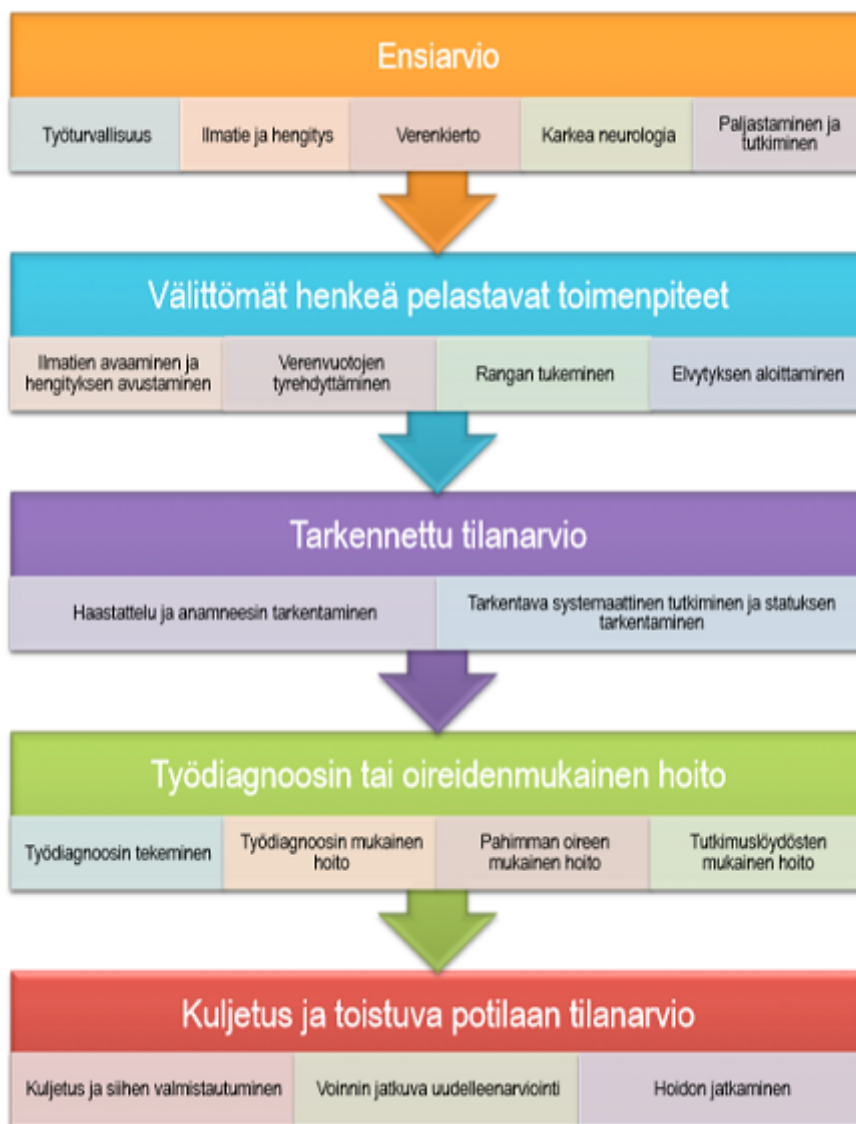 Ensiarvio
Työturvallisuus
Ilmatie ja hengitys
Verenkierto
Karkea neurologia
Paljastaminen ja
tutkiminen
Välittömät henkeä pelastavat toimenpiteet
Ilmatien avaaminen ja
hengityksen avustaminen
Verenvuotojen
tyrehdyttäminen
Rangan tukeminen
Elvytyksen aloittaminen
Tarkennettu tilanarvio
Haastattelu ja anamneesin tarkentaminen
Tarkentava systemaattinen tutkiminen ja statuksen
tarkentaminen
Työdiagnoosin tai oireidenmukainen hoito
Työdiagnoosin tekeminen
Työdiagnoosin mukainen
hoito
Pahimman oireen
mukainen hoito
Tutkimuslöydösten
mukainen hoito
Kuljetus ja toistuva potilaan tilanarvio
Kuljetus ja siihen valmistautuminen
Voinnin jatkuva uudelleenarviointi
Hoidon jatkaminen